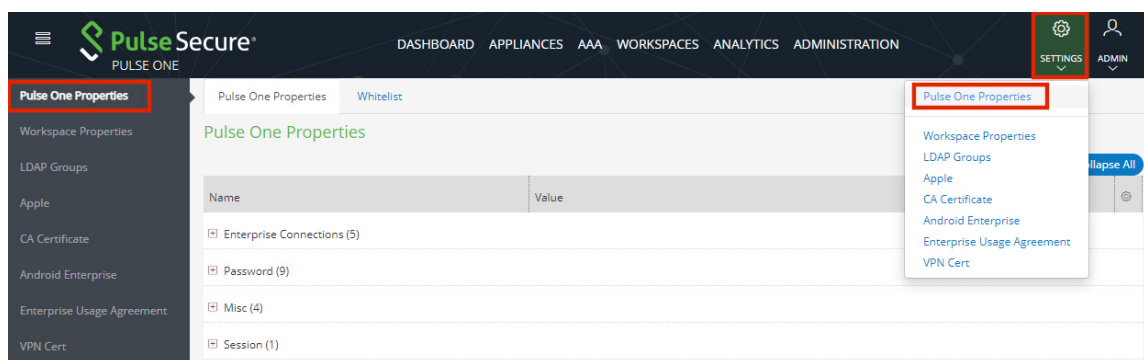 Pulse Secure®
PULSE ONE
DASHBOARD APPLIANCES AAA WORKSPACES ANALYTICS ADMINISTRATION
SETTINGS
ADMIN
Pulse One Properties
Workspace Properties
LDAP Groups
Apple
CA Certificate
Android Enterprise
Enterprise Usage Agreement
VPN Cert
Pulse One Properties Whitelist
Pulse One Properties
llapse All
Name Value
Enterprise Connections (5)
Password (9)
Misc (4)
Session (1)
Pulse One Properties
Workspace Properties
LDAP Groups
Apple
CA Certificate
Android Enterprise
Enterprise Usage Agreement
VPN Cert